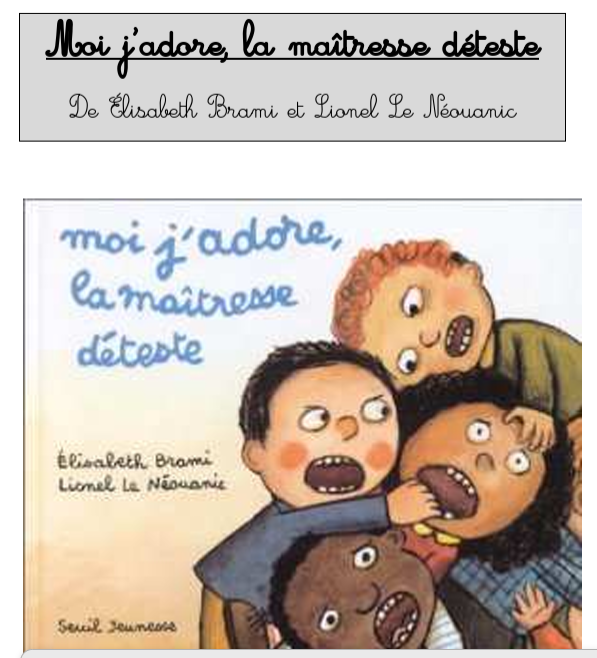 Moi j'adore, la maîtresse déteste
De Élisabeth Brami et Lionel Le Néouanic
moi j'adore,
la maîtresse
déteste
Élisabeth Brami
Lionel Le Néouanic
Seuil Jeunesse